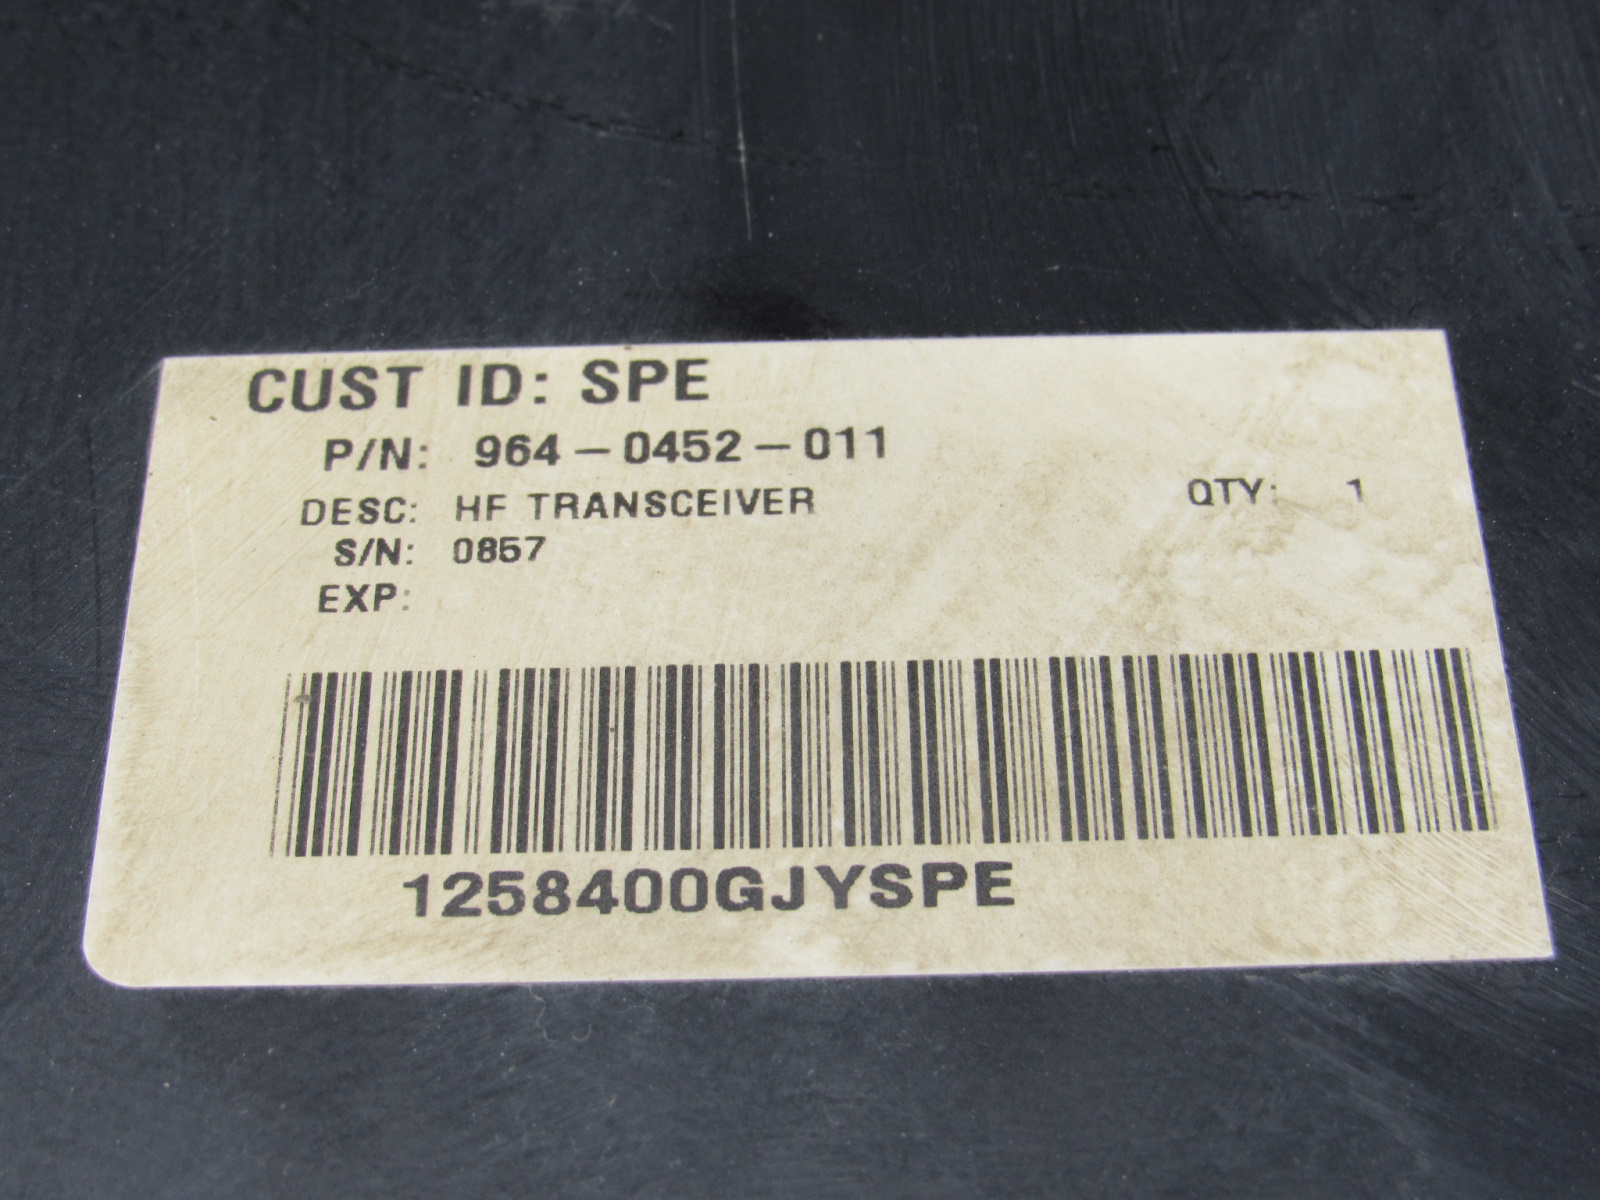 CUST ID: SPE
P/N: 964-0452-011
DESC: HF TRANSCEIVER QTY: 1
S/N: 0857
EXP:
1258400GJYSPE